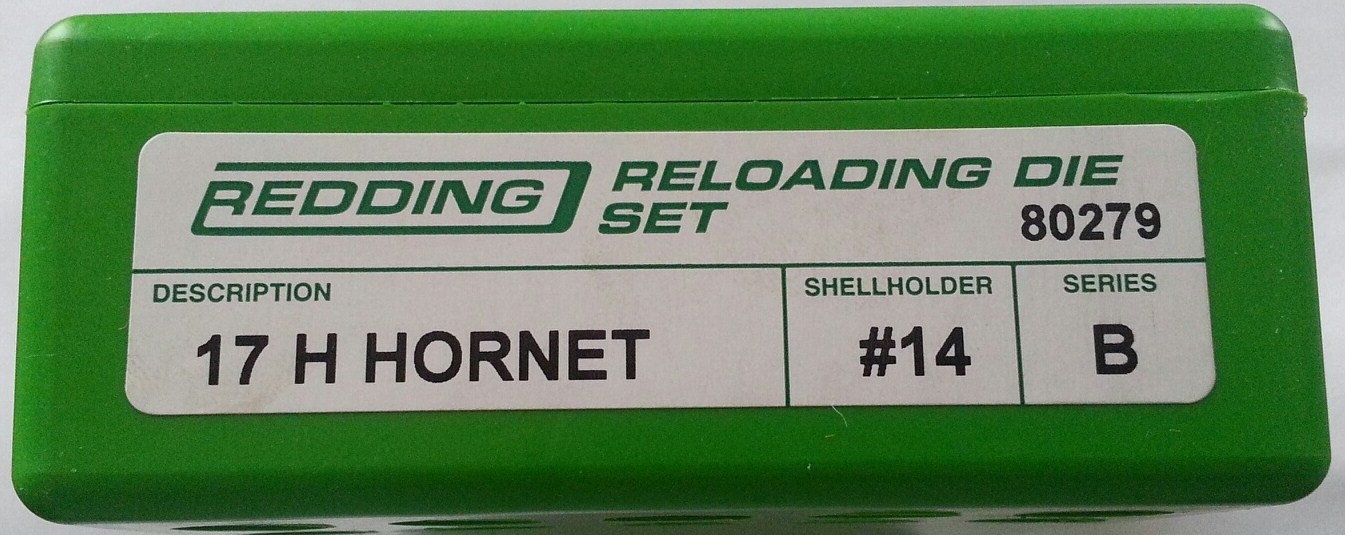 REDDING RELOADING DIE
SET
80279
DESCRIPTION SHELLHOLDER SERIES
17 H HORNET #14 B